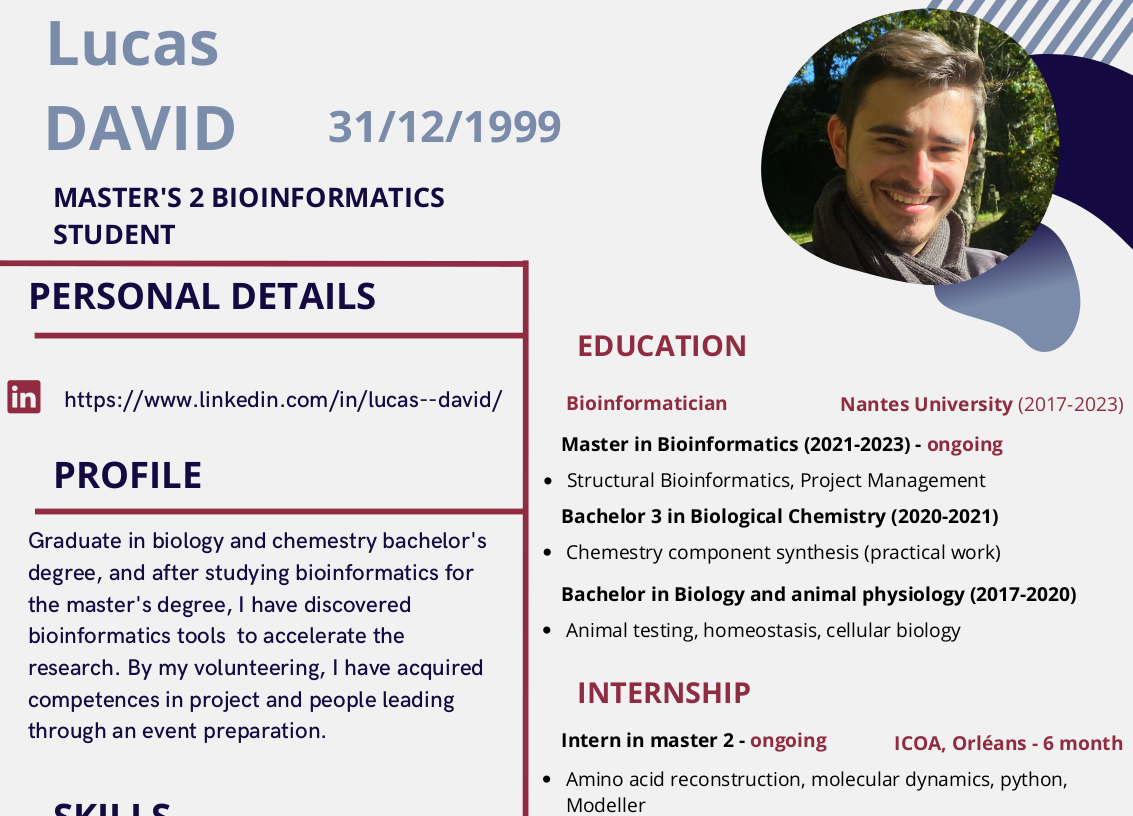 Lucas
DAVID
31/12/1999
MASTER'S 2 BIOINFORMATICS
STUDENT
PERSONAL DETAILS
in
https://www.linkedin.com/in/lucas--david/
PROFILE
Graduate in biology and chemestry bachelor's
degree, and after studying bioinformatics for
the master's degree, I have discovered
bioinformatics tools  to accelerate the
research. By my volunteering, I have acquired
competences in project and people leading
through an event preparation.
SKILLS
EDUCATION
Bioinformatician
Nantes University (2017-2023)
Master in Bioinformatics (2021-2023) - ongoing
• Structural Bioinformatics, Project Management
Bachelor 3 in Biological Chemistry (2020-2021)
• Chemestry component synthesis (practical work)
Bachelor in Biology and animal physiology (2017-2020)
• Animal testing, homeostasis, cellular biology
INTERNSHIP
Intern in master 2 - ongoing
ICOA, Orléans - 6 month
• Amino acid reconstruction, molecular dynamics, python,
Modeller